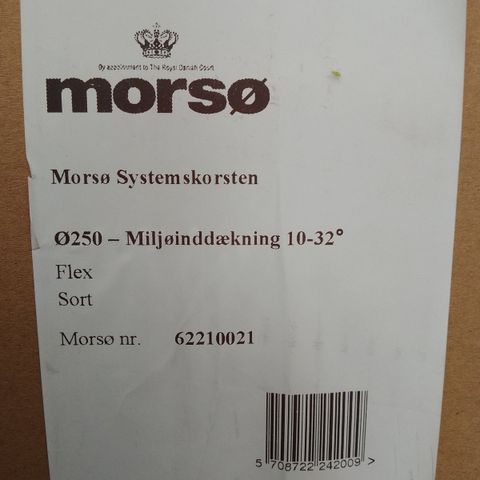 By appointment to The Royal Danish Court
morsø
Morsø Systemskorsten
Ø250 – Miljøinddækning 10-32°
Flex
Sort
Morsø nr. 62210021
5 708722 242009 >